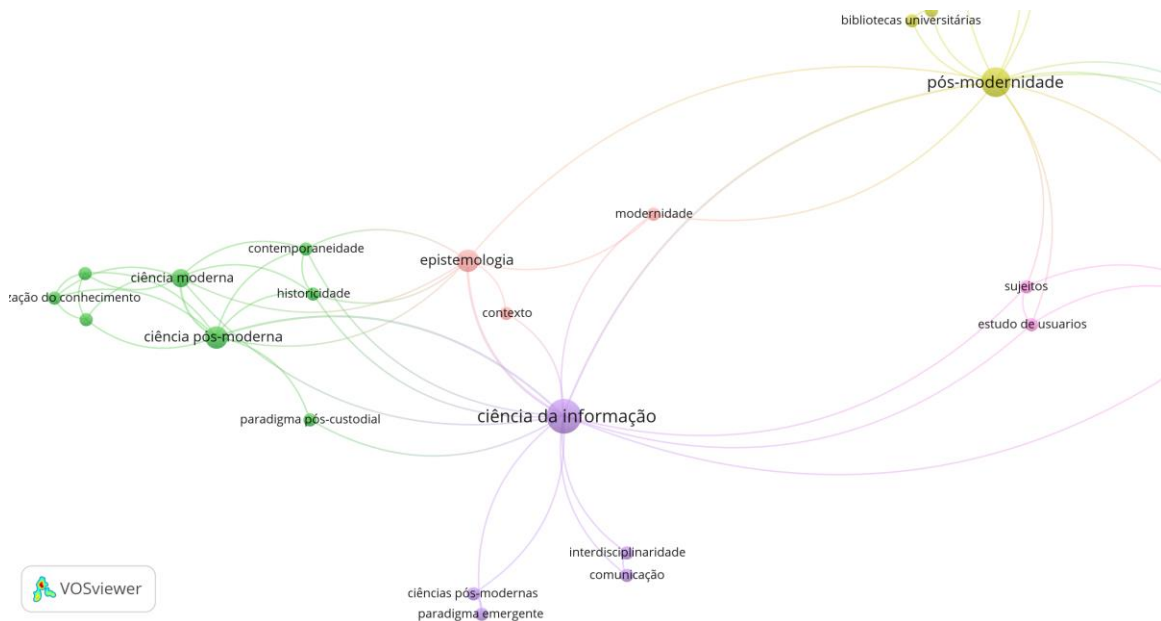 bibliotecas universitárias
pós-modernidade
modernidade
contemporaneidade
epistemologia
ciência moderna
sujeitos
historicidade
zação do conhecimento
contexto
estudo de usuarios
ciência pós-moderna
ciência da informação
paradigma pós-custodial
interdisciplinaridade
comunicação
VOSviewer
ciências pós-modernas
paradigma emergente